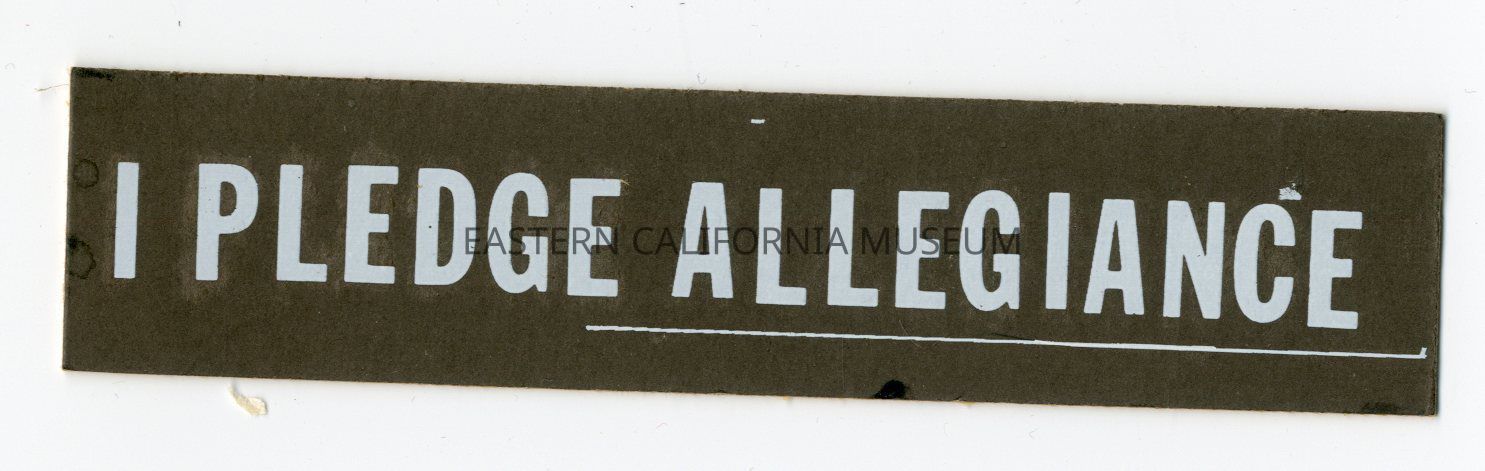 I PLEDGE ALLEGIANCE
EASTERN CALIFORNIA MUSEUM